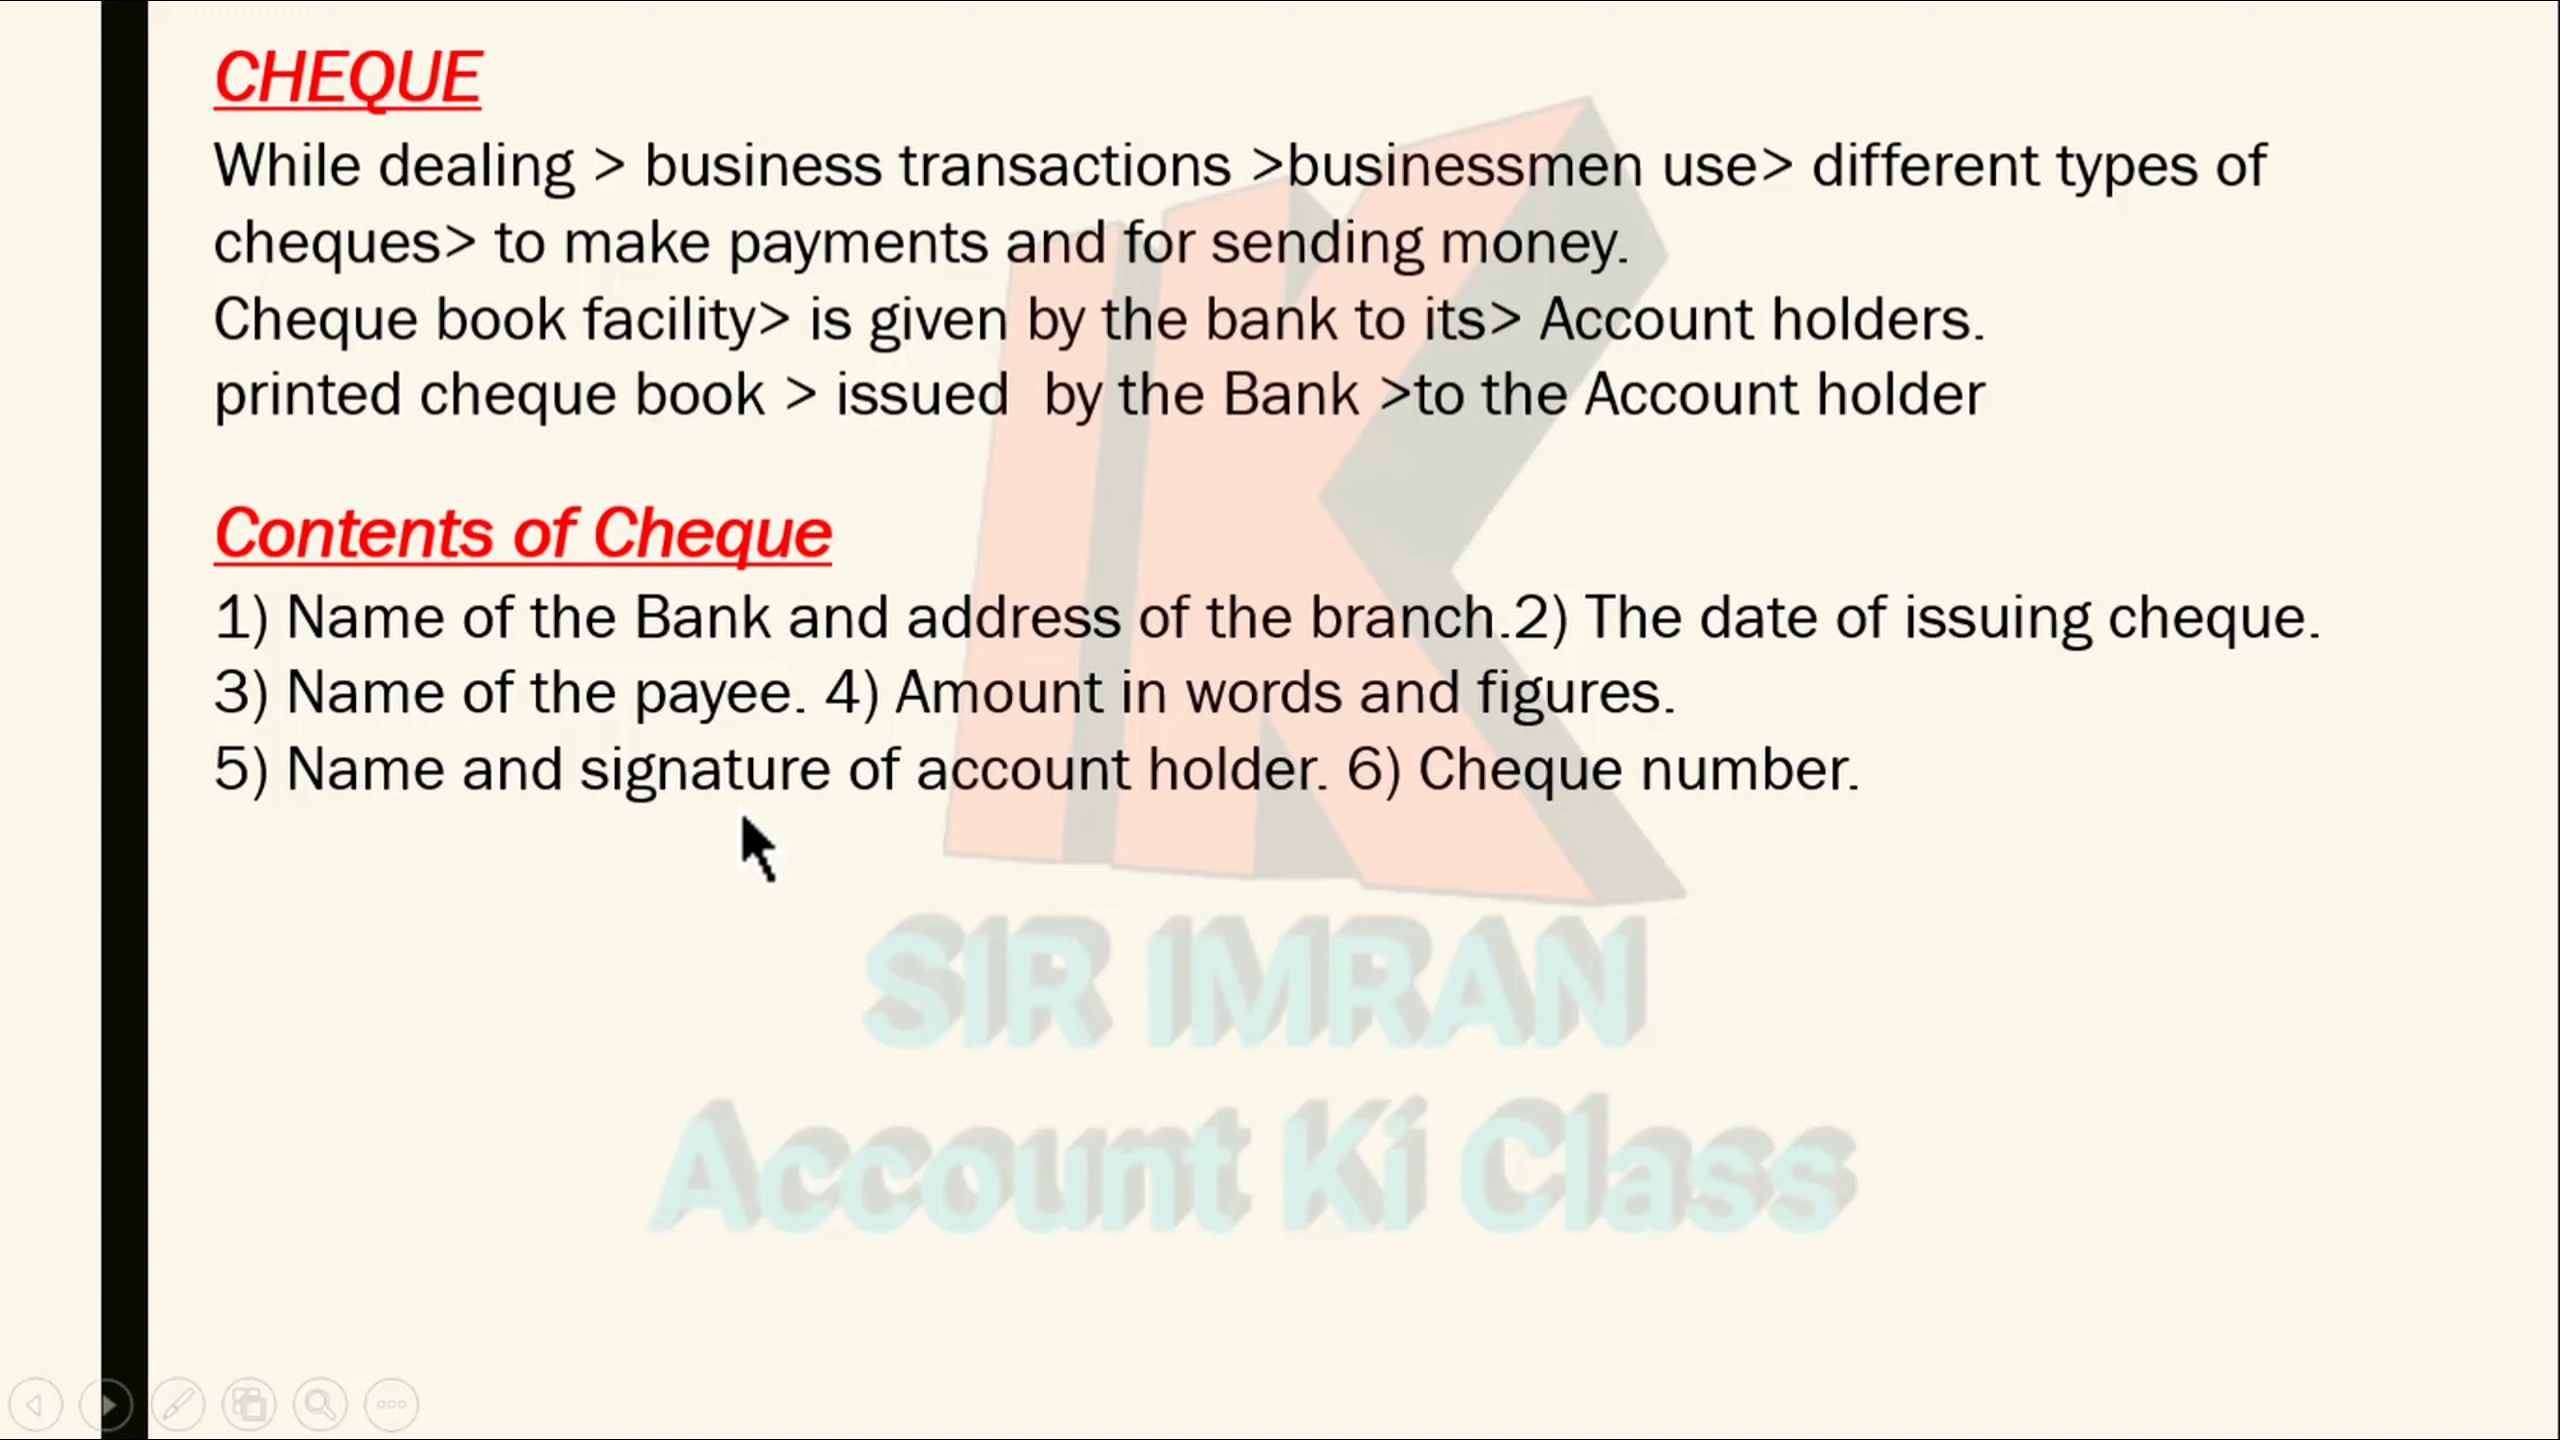 CHEQUE
While dealing > business transactions >businessmen use> different types of
cheques> to make payments and for sending money.
Cheque book facility> is given by the bank to its> Account holders.
printed cheque book > issued  by the Bank >to the Account holder
Contents of Cheque
1) Name of the Bank and address of the branch.2) The date of issuing cheque.
3) Name of the payee. 4) Amount in words and figures.
5) Name and signature of account holder. 6) Cheque number.
IK
SIR IMRAN
Account Ki Class